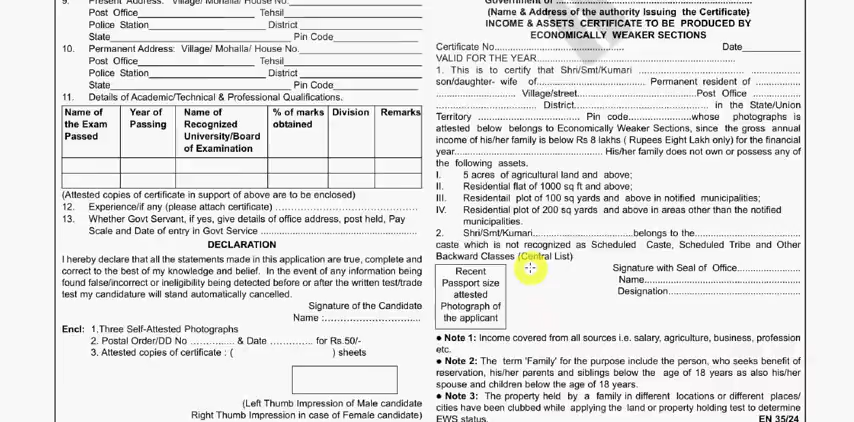 9. Present Address: Village/ Mohalla/ House No.
Post Office____________ Tehsil____________
Police Station____________ District ____________
State____________ Pin Code____________
10. Permanent Address: Village/ Mohalla/ House No.____________
Post Office____________ Tehsil____________
Police Station____________ District ____________
State____________ Pin Code____________
11. Details of Academic/Technical & Professional Qualifications.
Name of the Exam Passed | Year of Passing | Name of Recognized University/Board of Examination | % of marks obtained | Division | Remarks
(Attested copies of certificate in support of above are to be enclosed)
12. Experience/if any (please attach certificate) ..............................
13. Whether Govt Servant, if yes, give details of office address, post held, Pay
Scale and Date of entry in Govt Service ..............................
DECLARATION
I hereby declare that all the statements made in this application are true, complete and
correct to the best of my knowledge and belief. In the event of any information being
found false/incorrect or ineligibility being detected before or after the written test/trade
test my candidature will stand automatically cancelled.
Signature of the Candidate
Name :..............................
Encl: 1.Three Self-Attested Photographs
2. Postal Order/DD No .............. & Date .............. for Rs.50/-
3. Attested copies of certificate : ( ) sheets
(Left Thumb Impression of Male candidate
Right Thumb Impression in case of Female candidate)
Government of ..............................
(Name & Address of the authority Issuing the Certificate)
INCOME & ASSETS CERTIFICATE TO BE PRODUCED BY
ECONOMICALLY WEAKER SECTIONS
Certificate No.............................. Date____________
VALID FOR THE YEAR..............................
1. This is to certify that Shri/Smt/Kumari .............................. ..............
son/daughter- wife of.............................. Permanent resident of ..............
.............................. Village/street..............................Post Office ..............
.............................. District.............................. in the State/Union
Territory .............................. Pin code..............whose photographs is
attested below belongs to Economically Weaker Sections, since the gross annual
income of his/her family is below Rs 8 lakhs ( Rupees Eight Lakh only) for the financial
year.............................. His/her family does not own or possess any of
the following assets.
I. 5 acres of agricultural land and above;
II. Residential flat of 1000 sq ft and above;
III. Residentail plot of 100 sq yards and above in notified municipalities;
IV. Residential plot of 200 sq yards and above in areas other than the notified
municipalities.
2. Shri/Smt/Kumari..............................belongs to the..............................
caste which is not recognized as Scheduled Caste, Scheduled Tribe and Other
Backward Classes (Central List)
Recent
Passport size
attested
Photograph of
the applicant
Signature with Seal of Office..............
Name..............................
Designation..............................
● Note 1: Income covered from all sources i.e. salary, agriculture, business, profession
etc.
● Note 2: The term 'Family' for the purpose include the person, who seeks benefit of
reservation, his/her parents and siblings below the age of 18 years as also his/her
spouse and children below the age of 18 years.
● Note 3: The property held by a family in different locations or different places/
cities have been clubbed while applying the land or property holding test to determine
EWS status. EN 35/24